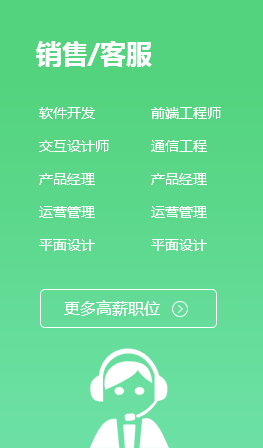 销售/客服
软件开发 前端工程师
交互设计师 通信工程
产品经理 产品经理
运营管理 运营管理
平面设计 平面设计
更多高薪职位